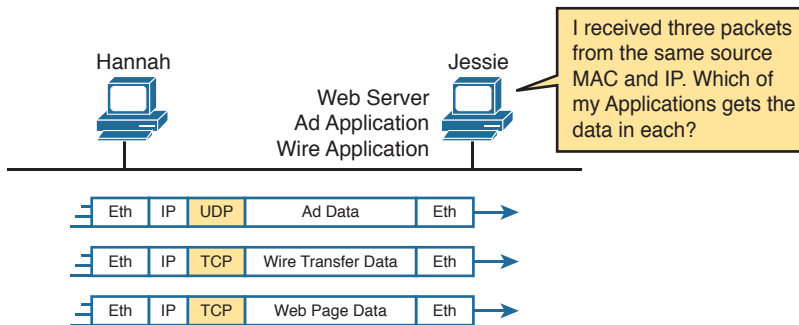 Hannah
Jessie
Web Server
Ad Application
Wire Application
I received three packets
from the same source
MAC and IP. Which of
my Applications gets the
data in each?
Eth IP UDP Ad Data Eth
Eth IP TCP Wire Transfer Data Eth
Eth IP TCP Web Page Data Eth